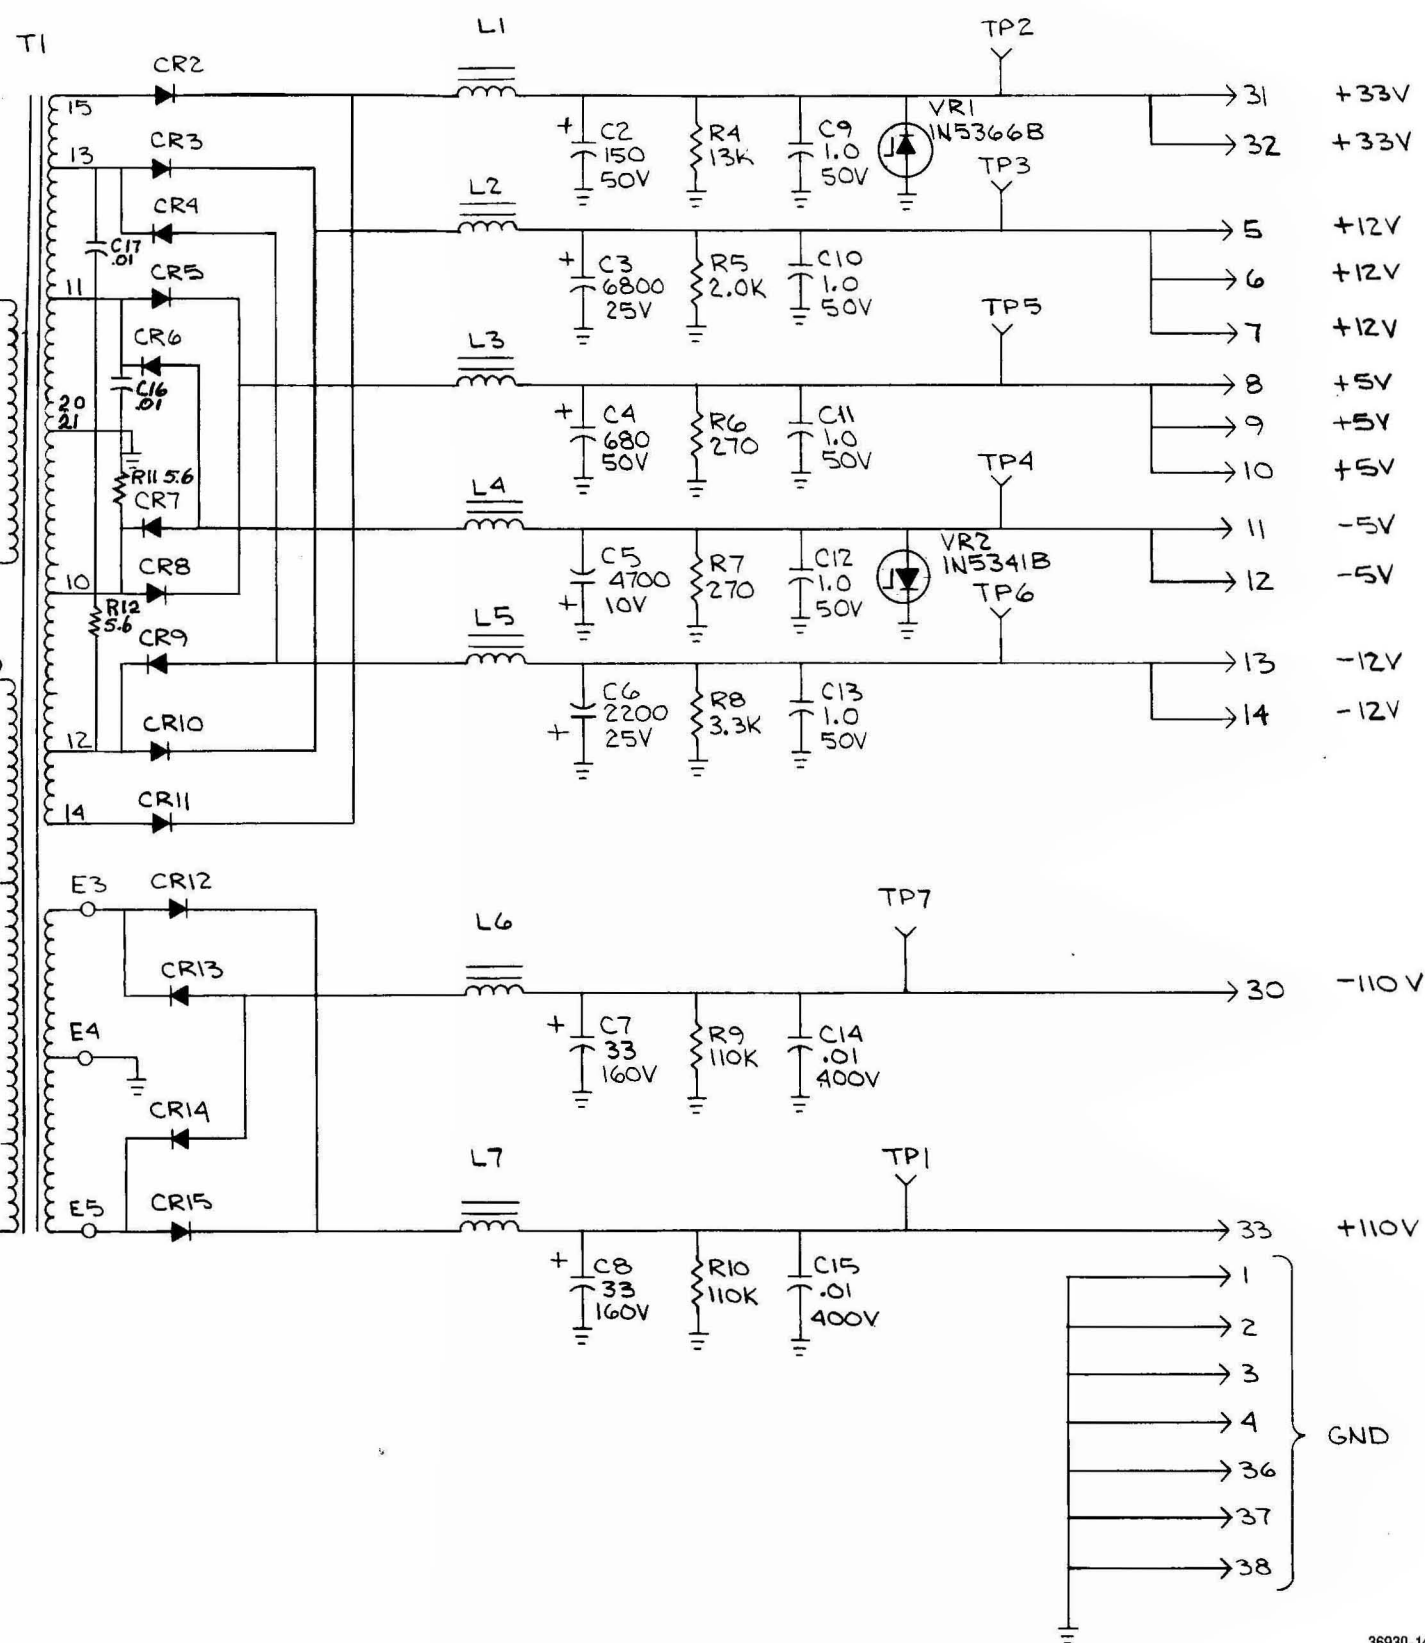 T1
CR2
15
L1
TP2
31 +33V
32 +33V
C2
150
50V
+
R4
13K
C9
1.0
50V
VR1
1N5366B
CR3
13
CR4
C17
.01
L2
TP3
5 +12V
6 +12V
7 +12V
+
C3
6800
25V
R5
2.0K
C10
1.0
50V
CR5
11
CR6
C16
.01
L3
TP5
8 +5V
9 +5V
10 +5V
+
C4
680
50V
R6
270
C11
1.0
50V
20
21
R11 5.6
CR7
L4
TP4
11 -5V
12 -5V
C5
4700
10V
+
R7
270
C12
1.0
50V
VR2
1N5341B
10
CR8
R12
5.6
CR9
L5
TP6
13 -12V
14 -12V
C6
2200
25V
+
R8
3.3K
C13
1.0
50V
12
CR10
14
CR11
E3
CR12
CR13
L6
TP7
30 -110V
+
C7
33
160V
R9
110K
C14
.01
400V
E4
CR14
E5
CR15
L7
TP1
33 +110V
+
C8
33
160V
R10
110K
C15
.01
400V
1
2
3
4
36
37
38
GND